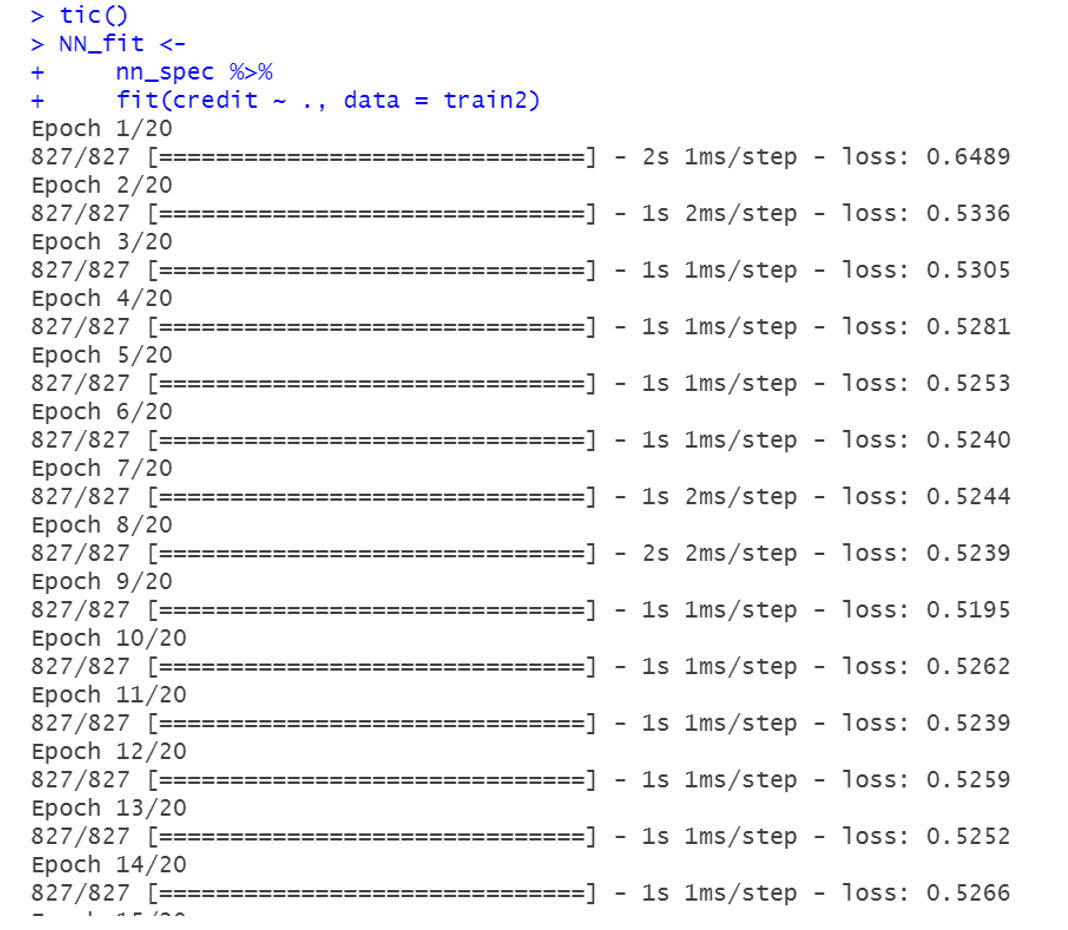 > tic()
> NN_fit <-
+     nn_spec %>%
+     fit(credit ~ ., data = train2)
Epoch 1/20
827/827 [==============================] - 2s 1ms/step - loss: 0.6489
Epoch 2/20
827/827 [==============================] - 1s 2ms/step - loss: 0.5336
Epoch 3/20
827/827 [==============================] - 1s 1ms/step - loss: 0.5305
Epoch 4/20
827/827 [==============================] - 1s 1ms/step - loss: 0.5281
Epoch 5/20
827/827 [==============================] - 1s 1ms/step - loss: 0.5253
Epoch 6/20
827/827 [==============================] - 1s 1ms/step - loss: 0.5240
Epoch 7/20
827/827 [==============================] - 1s 2ms/step - loss: 0.5244
Epoch 8/20
827/827 [==============================] - 2s 2ms/step - loss: 0.5239
Epoch 9/20
827/827 [==============================] - 1s 1ms/step - loss: 0.5195
Epoch 10/20
827/827 [==============================] - 1s 1ms/step - loss: 0.5262
Epoch 11/20
827/827 [==============================] - 1s 1ms/step - loss: 0.5239
Epoch 12/20
827/827 [==============================] - 1s 1ms/step - loss: 0.5259
Epoch 13/20
827/827 [==============================] - 1s 1ms/step - loss: 0.5252
Epoch 14/20
827/827 [==============================] - 1s 1ms/step - loss: 0.5266